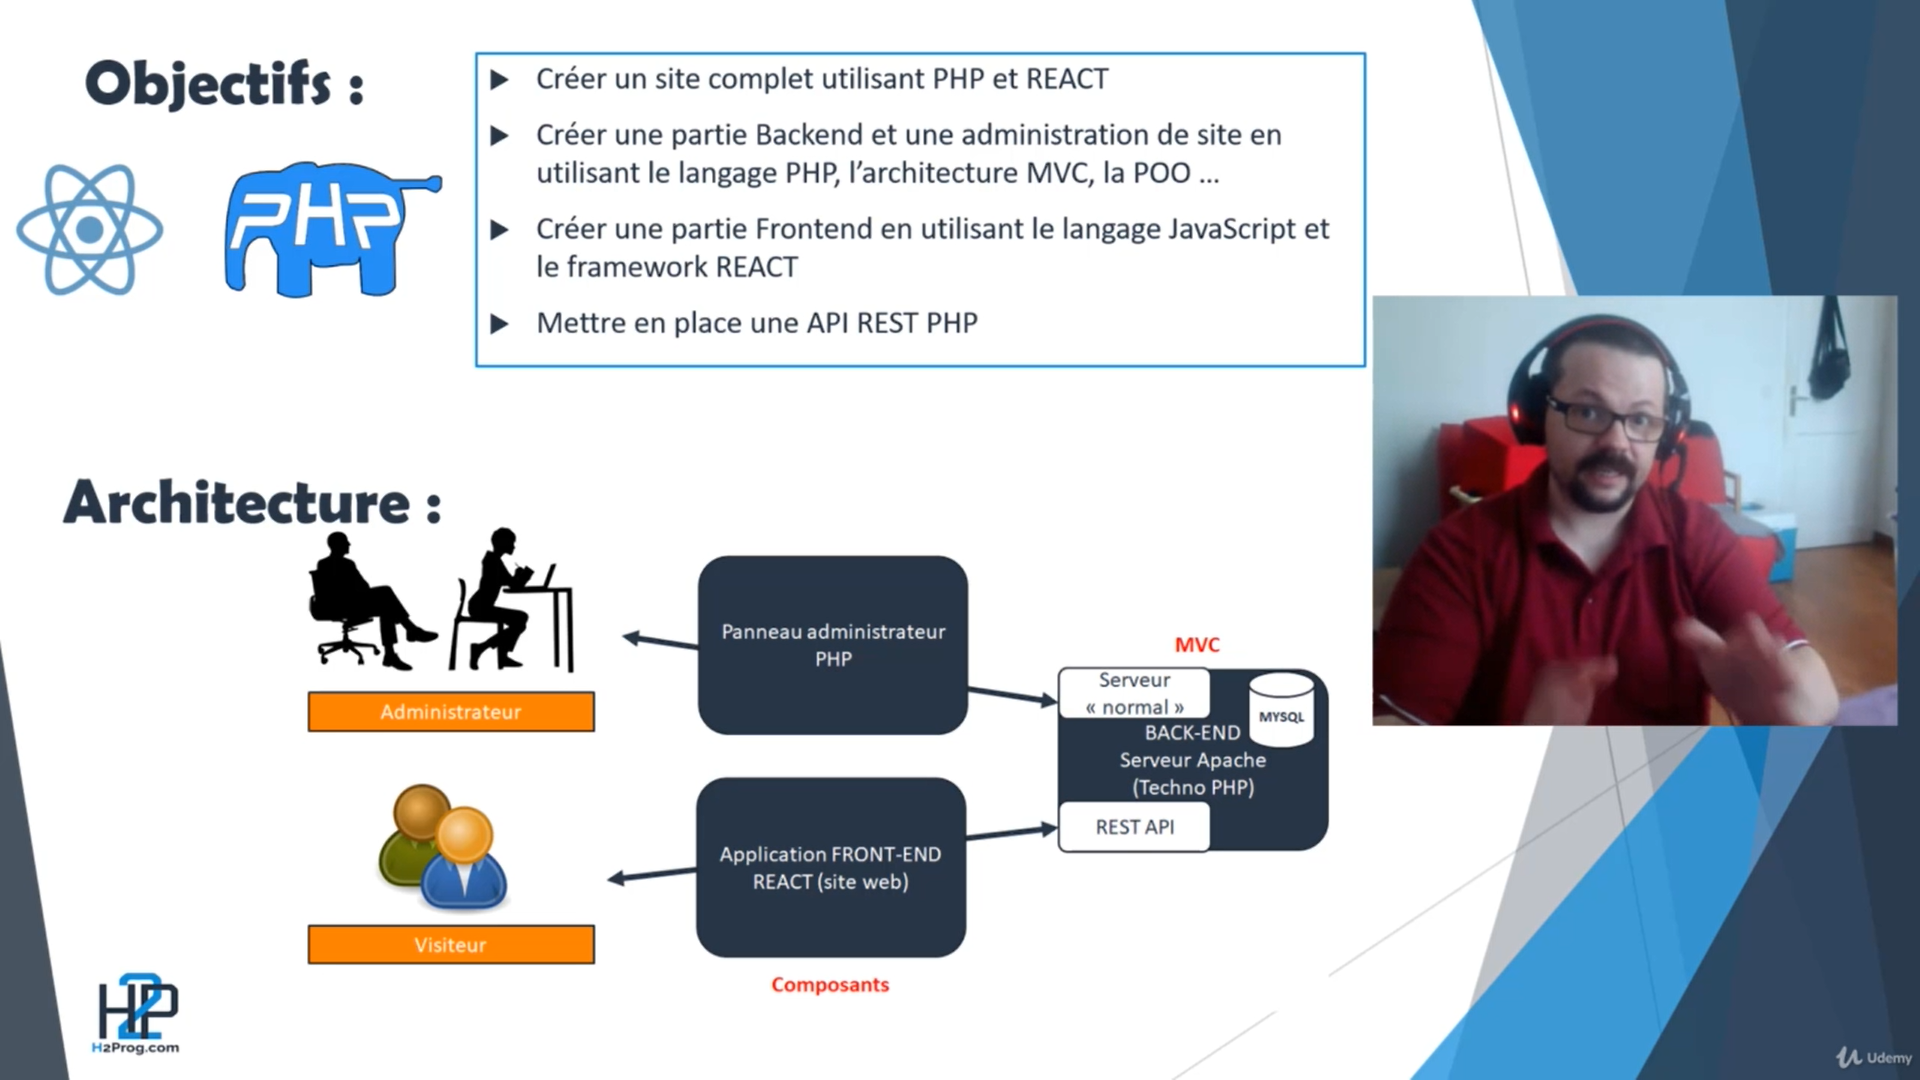 Objectifs :
PHP
Créer un site complet utilisant PHP et REACT
Créer une partie Backend et une administration de site en
utilisant le langage PHP, l’architecture MVC, la POO ...
Créer une partie Frontend en utilisant le langage JavaScript et
le framework REACT
Mettre en place une API REST PHP
Architecture :
Administrateur
Panneau administrateur
PHP
MVC
Serveur
« normal »
MYSQL
BACK-END
Serveur Apache
(Techno PHP)
REST API
Visiteur
Application FRONT-END
REACT (site web)
Composants
H2P
H2Prog.com
Udemy